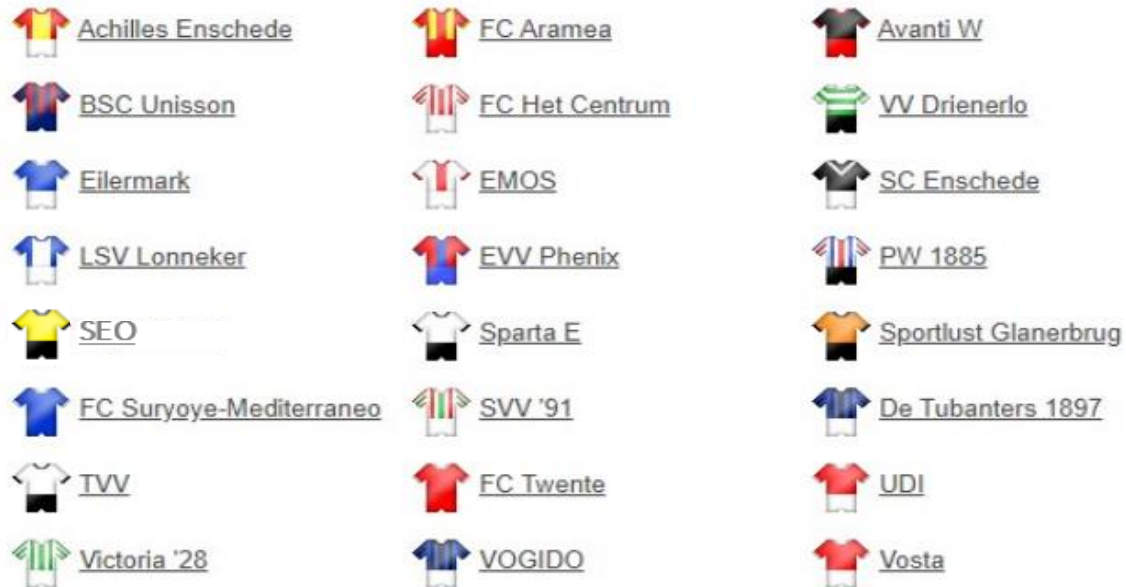 Achilles Enschede FC Aramea Avanti W
BSC Unisson FC Het Centrum VV Drienerlo
Eilermark EMOS SC Enschede
LSV Lonneker EVV Phenix PW 1885
SEO Sparta E Sportlust Glanerbrug
FC Suryoye-Mediterraneo SVV '91 De Tubanters 1897
TVV FC Twente UDI
Victoria '28 VOGIDO Vosta